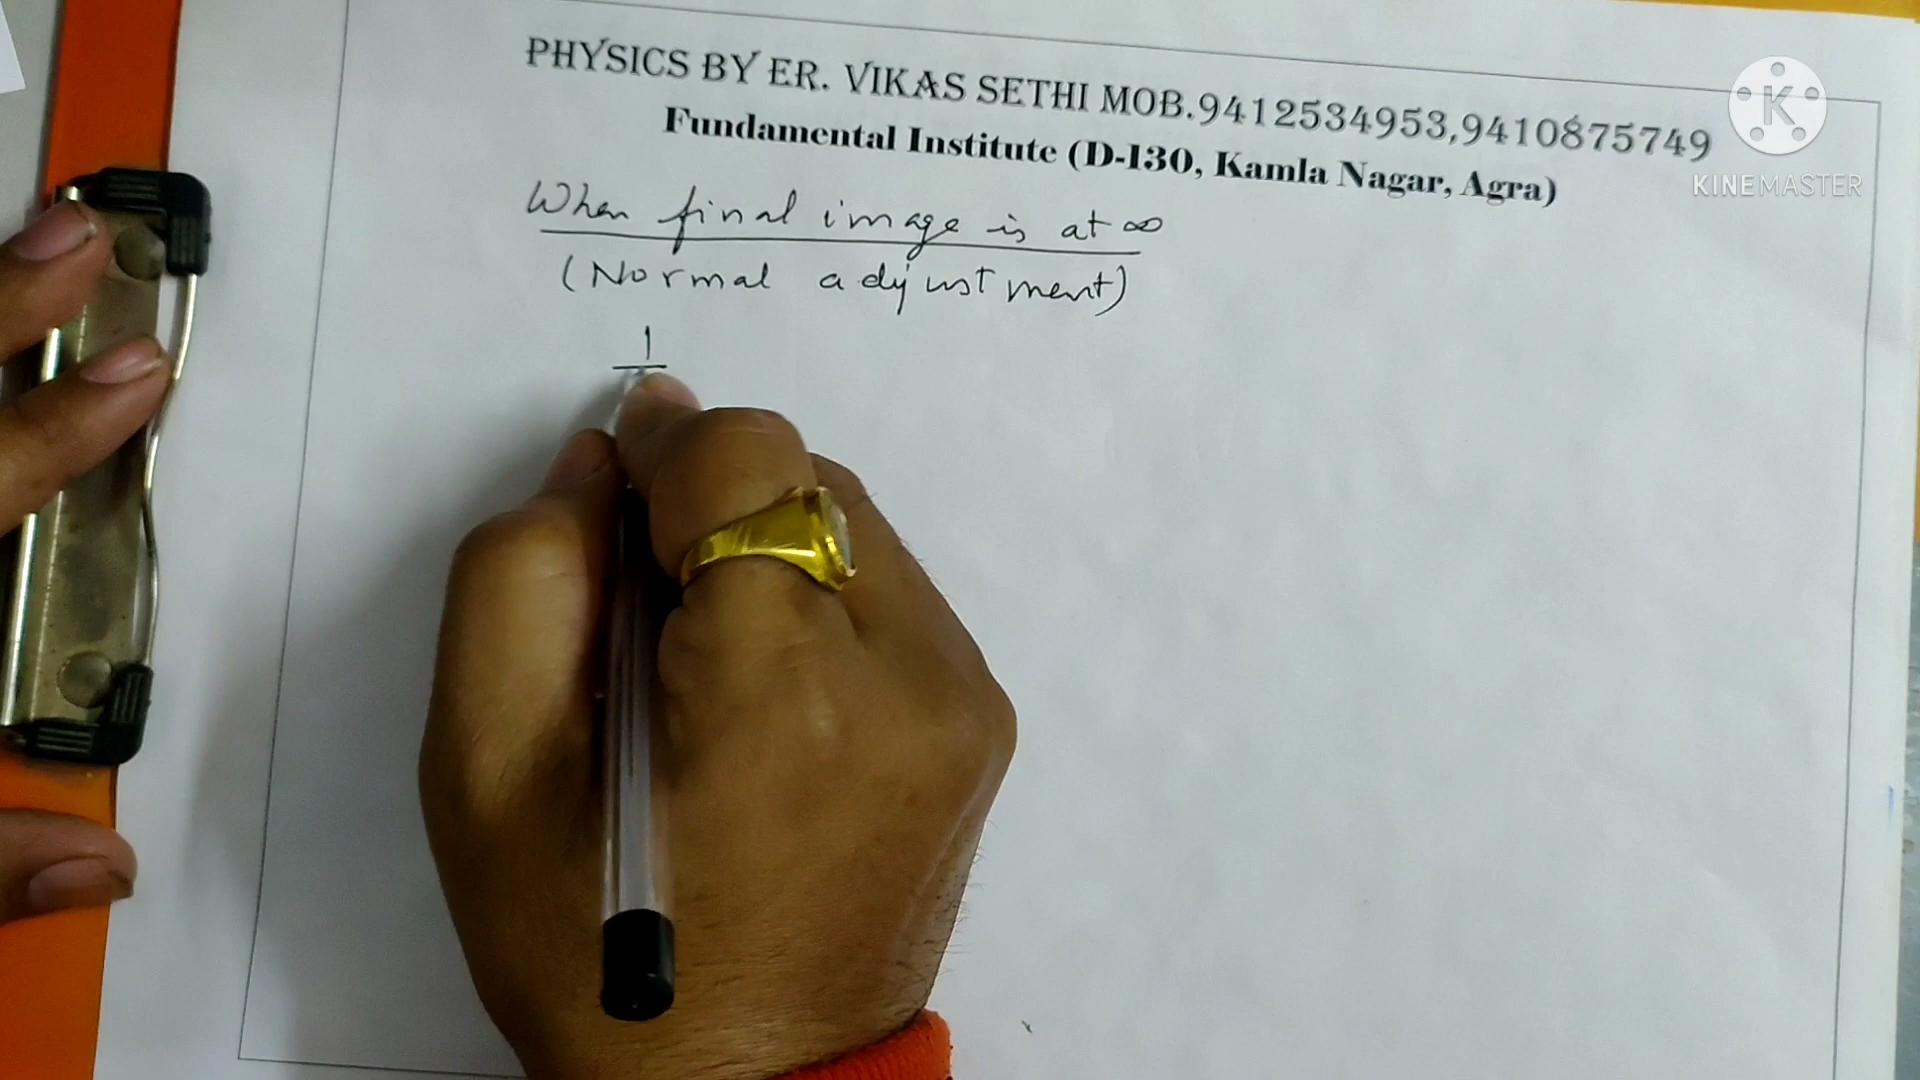 PHYSICS BY ER. VIKAS SETHI MOB.9412534953,9410875749
Fundamental Institute (D-130, Kamla Nagar, Agra)
K
KINEMASTER
When final image is at ∞
(Normal adjustment)
1